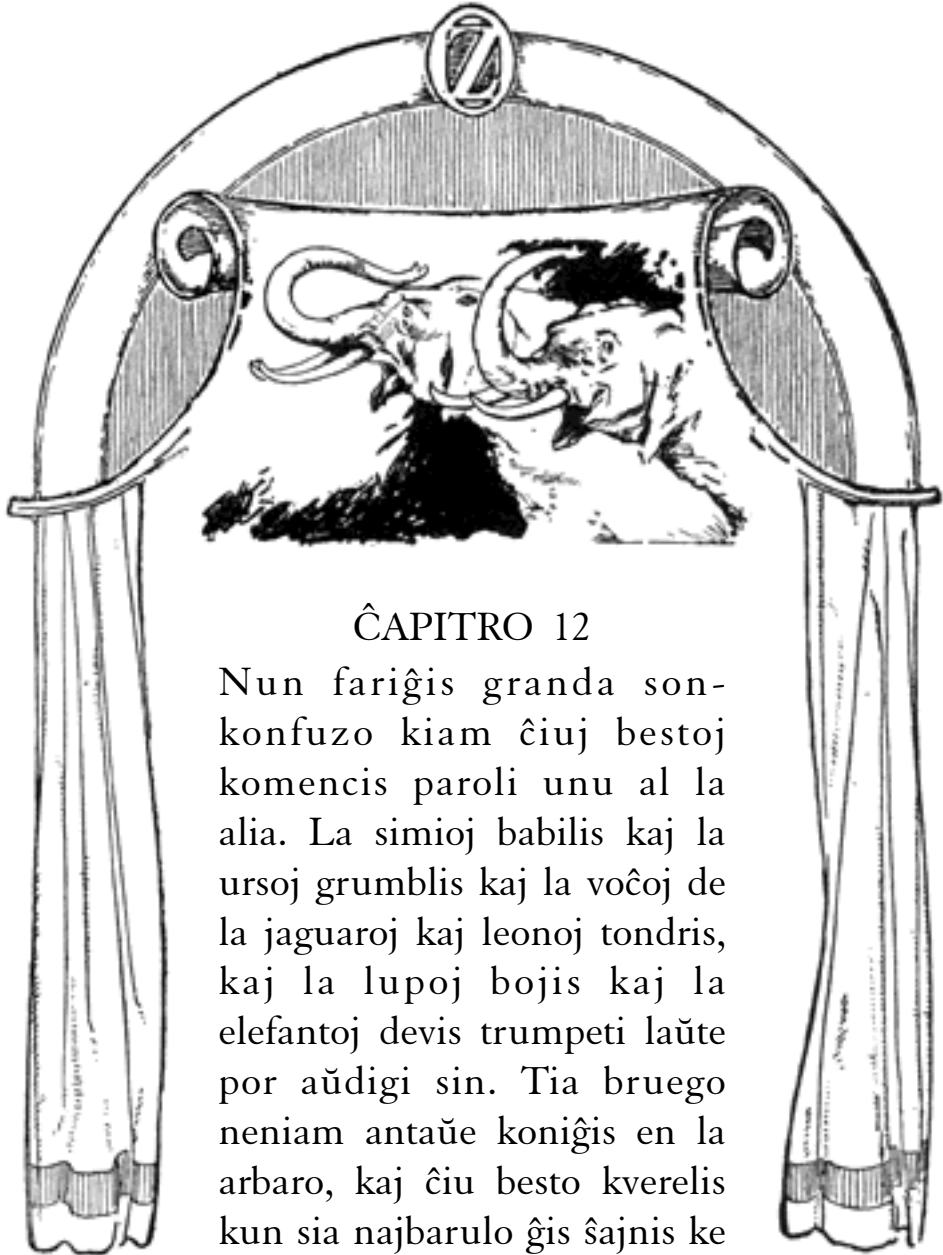 OZ
ĈAPITRO 12
Nun fariĝis granda son-
konfuzo kiam ĉiuj bestoj
komencis paroli unu al la
alia. La simioj babilis kaj la
ursoj grumblis kaj la voĉoj de
la jaguaroj kaj leonoj tondris,
kaj la lupoj bojis kaj la
elefantoj devis trumpeti laŭte
por aŭdigi sin. Tia bruego
neniam antaŭe koniĝis en la
arbaro, kaj ĉiu besto kverelis
kun sia najbarulo ĝis ŝajnis ke